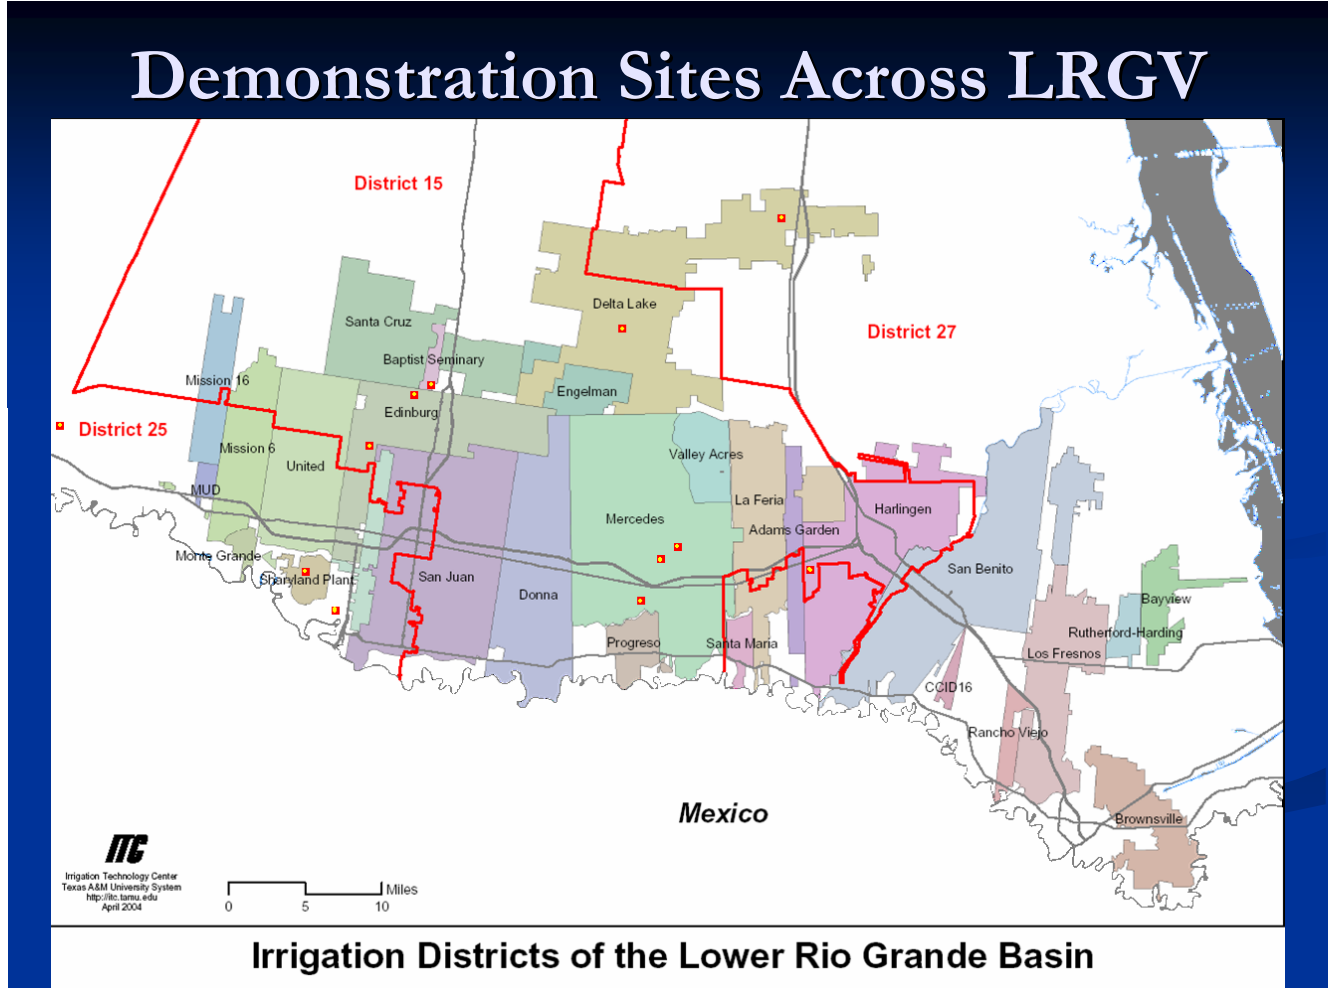 Demonstration Sites Across LRGV
District 15
Delta Lake
Santa Cruz
District 27
Baptist Seminary
Mission 16
Engelman
Edinburg
District 25
Mission 6
Valley Acres
United
MUD
La Feria
Harlingen
Mercedes
Adams Garden
Monte Grande
San Benito
Sharyland Plant
San Juan
Donna
Bayview
Rutherford-Harding
Progreso
Santa Maria
Los Fresnos
CCID16
Rancho Viejo
Mexico
Brownsville
ITC
Irrigation Technology Center
Texas A&M University System
http://itc.tamu.edu
April 2004
Miles
0 5 10
Irrigation Districts of the Lower Rio Grande Basin